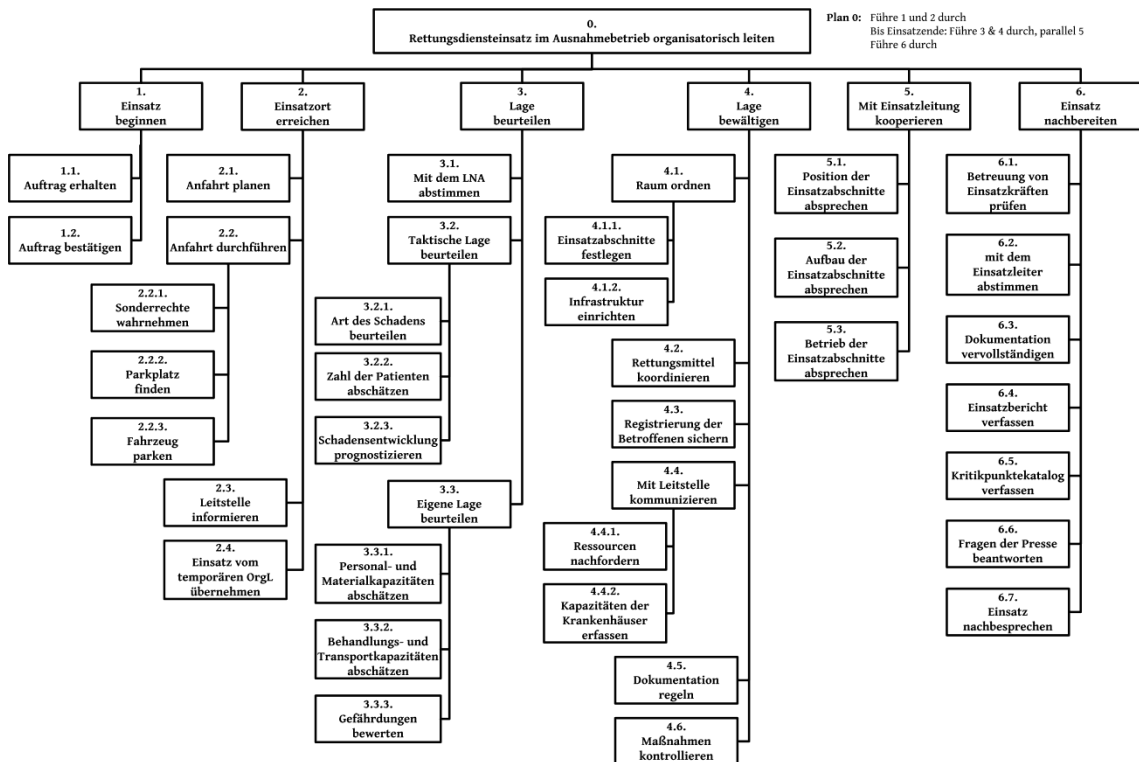 0.
Rettungsdiensteinsatz im Ausnahmebetrieb organisatorisch leiten
Plan 0: Führe 1 und 2 durch
Bis Einsatzende: Führe 3 & 4 durch, parallel 5
Führe 6 durch
1.
Einsatz
beginnen
1.1.
Auftrag erhalten
1.2.
Auftrag bestätigen
2.
Einsatzort
erreichen
2.1.
Anfahrt planen
2.2.
Anfahrt durchführen
2.2.1.
Sonderrechte
wahrnehmen
2.2.2.
Parkplatz
finden
2.2.3.
Fahrzeug
parken
2.3.
Leitstelle
informieren
2.4.
Einsatz vom
temporären OrgL
übernehmen
3.
Lage
beurteilen
3.1.
Mit dem LNA
abstimmen
3.2.
Taktische Lage
beurteilen
3.2.1.
Art des Schadens
beurteilen
3.2.2.
Zahl der Patienten
abschätzen
3.2.3.
Schadensentwicklung
prognostizieren
3.3.
Eigene Lage
beurteilen
3.3.1.
Personal- und
Materialkapazitäten
abschätzen
3.3.2.
Behandlungs- und
Transportkapazitäten
abschätzen
3.3.3.
Gefährdungen
bewerten
4.
Lage
bewältigen
4.1.
Raum ordnen
4.1.1.
Einsatzabschnitte
festlegen
4.1.2.
Infrastruktur
einrichten
4.2.
Rettungsmittel
koordinieren
4.3.
Registrierung der
Betroffenen sichern
4.4.
Mit Leitstelle
kommunizieren
4.4.1.
Ressourcen
nachfordern
4.4.2.
Kapazitäten der
Krankenhäuser
erfassen
4.5.
Dokumentation
regeln
4.6.
Maßnahmen
kontrollieren
5.
Mit Einsatzleitung
kooperieren
5.1.
Position der
Einsatzabschnitte
absprechen
5.2.
Aufbau der
Einsatzabschnitte
absprechen
5.3.
Betrieb der
Einsatzabschnitte
absprechen
6.
Einsatz
nachbereiten
6.1.
Betreuung von
Einsatzkräften
prüfen
6.2.
mit dem
Einsatzleiter
abstimmen
6.3.
Dokumentation
vervollständigen
6.4.
Einsatzbericht
verfassen
6.5.
Kritikpunktekatalog
verfassen
6.6.
Fragen der Presse
beantworten
6.7.
Einsatz
nachbesprechen